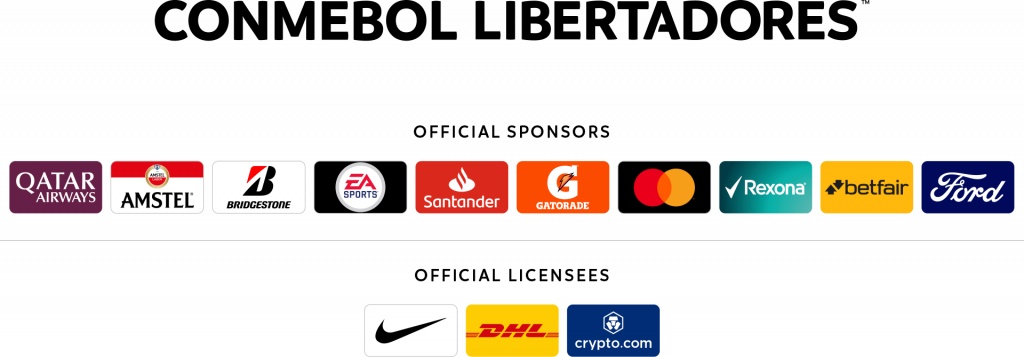 CONMEBOL LIBERTADORES™
OFFICIAL SPONSORS
QATAR
AIRWAYS
AMSTEL
LAGER
AMSTEL
BRIDGESTONE
EA
SPORTS
Santander
G
GATORADE
Rexona
betfair
Ford
OFFICIAL LICENSEES
DHL
crypto.com